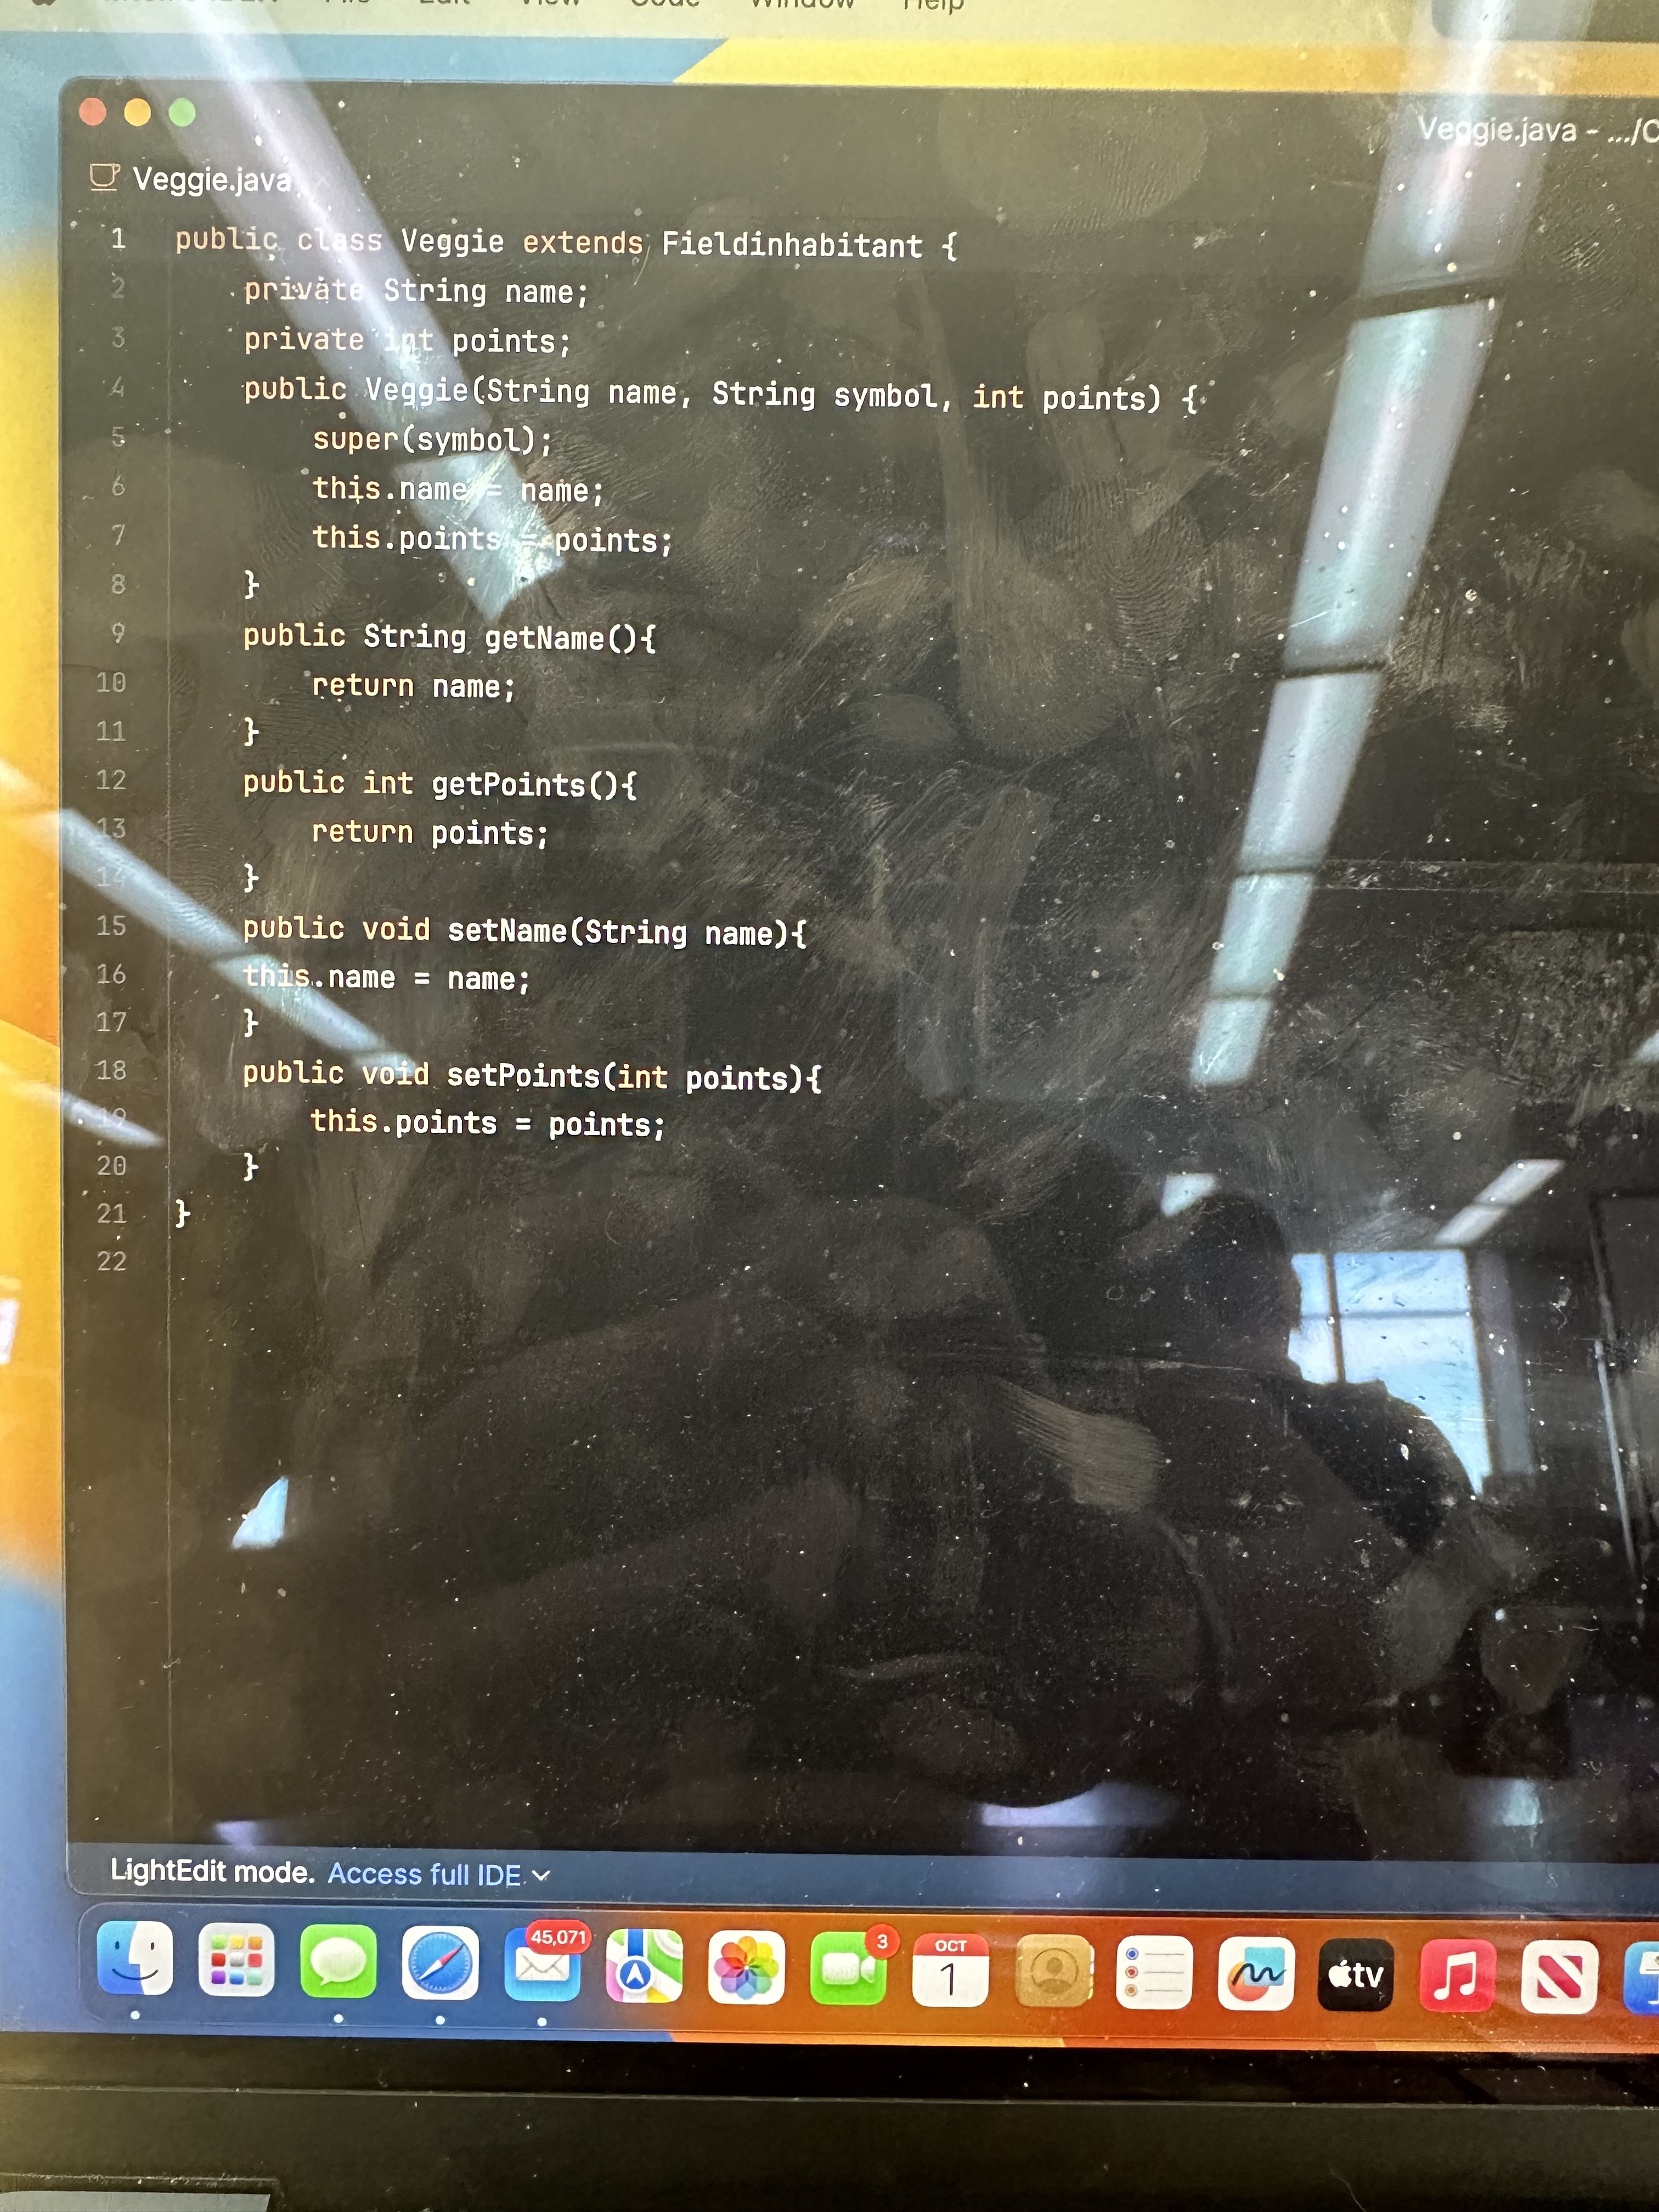 View Code Window Help
Veggie.java - .../C
Veggie.java
1 public class Veggie extends Fieldinhabitant {
2 private String name;
3 private int points;
4 public Veggie(String name, String symbol, int points) {
5 super(symbol);
6 this.name = name;
7 this.points = points;
8 }
9 public String getName(){
10 return name;
11 }
12 public int getPoints(){
13 return points;
14 }
15 public void setName(String name){
16 this.name = name;
17 }
18 public void setPoints(int points){
19 this.points = points;
20 }
21 }
22
LightEdit mode. Access full IDE
45,071
3
OCT
1
tv